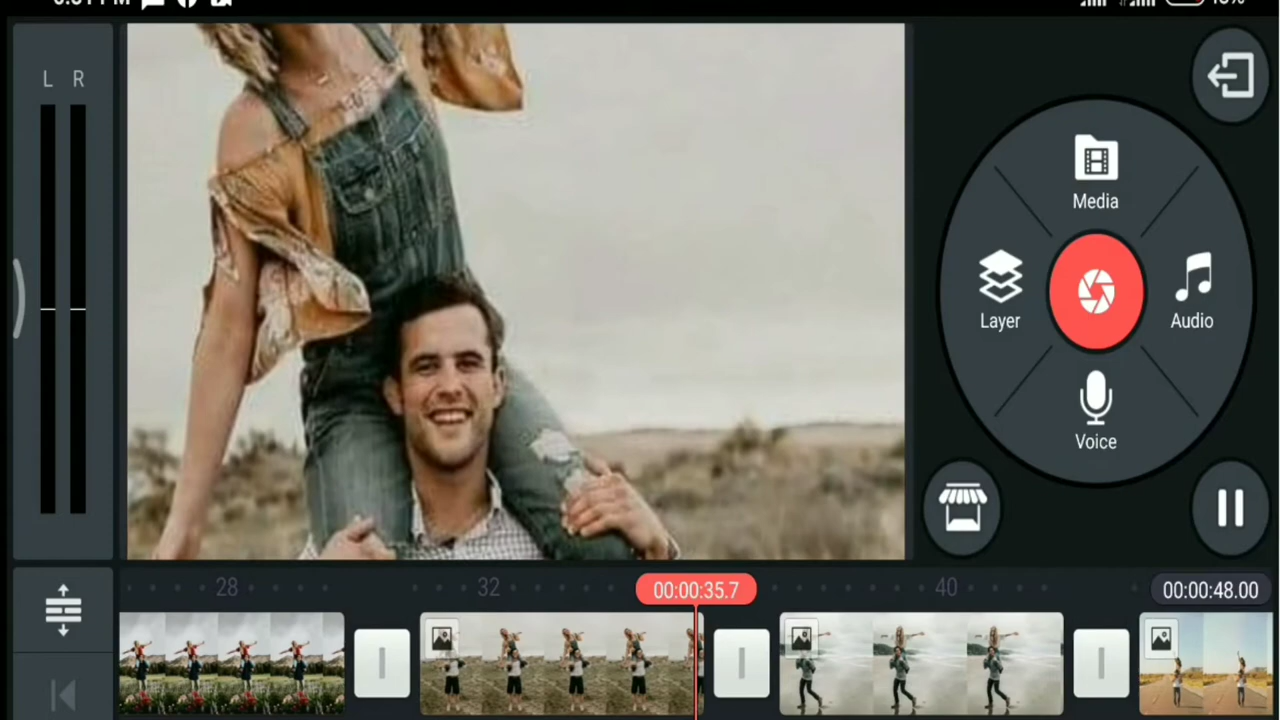 L R
Media
Layer
Audio
Voice
28
32
00:00:35.7
40
00:00:48.00